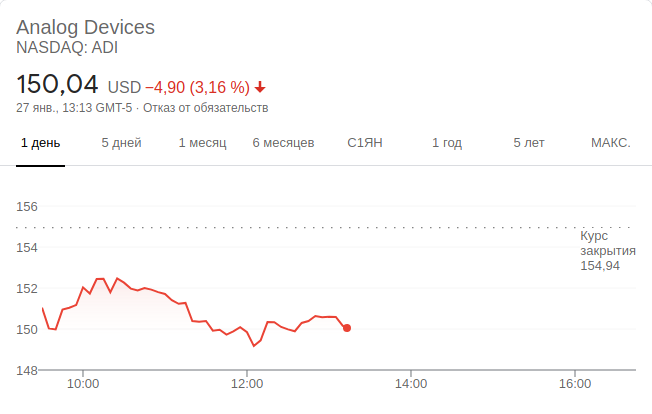 Analog Devices
NASDAQ: ADI
150,04 USD −4,90 (3,16 %)
27 янв., 13:13 GMT-5 · Отказ от обязательств
1 день 5 дней 1 месяц 6 месяцев С1ЯН 1 год 5 лет МАКС.
156
Курс
закрытия
154,94
154
152
150
148
10:00 12:00 14:00 16:00